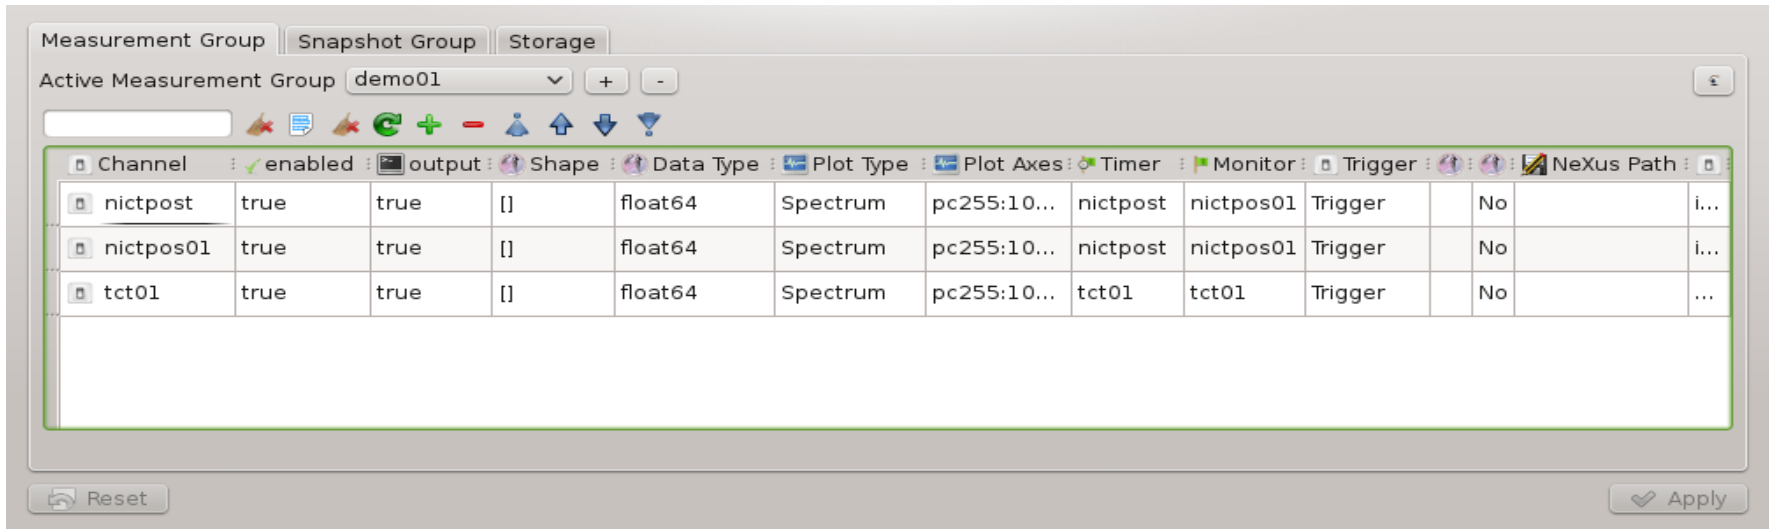 Measurement Group Snapshot Group Storage
Active Measurement Group demo01 + -
Channel enabled output Shape Data Type Plot Type Plot Axes Timer Monitor Trigger NeXus Path
nictpost true true [] float64 Spectrum pc255:10... nictpost nictpos01 Trigger No i...
nictpos01 true true [] float64 Spectrum pc255:10... nictpost nictpos01 Trigger No i...
tct01 true true [] float64 Spectrum pc255:10... tct01 tct01 Trigger No ...
Reset Apply